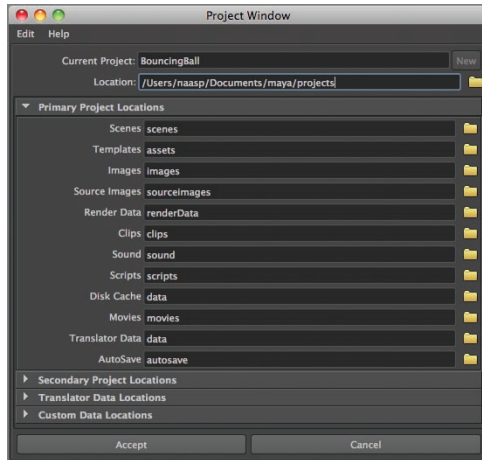 Project Window
Edit Help
Current Project: BouncingBall New
Location: /Users/naasp/Documents/maya/projects
Primary Project Locations
Scenes scenes
Templates assets
Images images
Source Images sourceimages
Render Data renderData
Clips clips
Sound sound
Scripts scripts
Disk Cache data
Movies movies
Translator Data data
AutoSave autosave
Secondary Project Locations
Translator Data Locations
Custom Data Locations
Accept Cancel